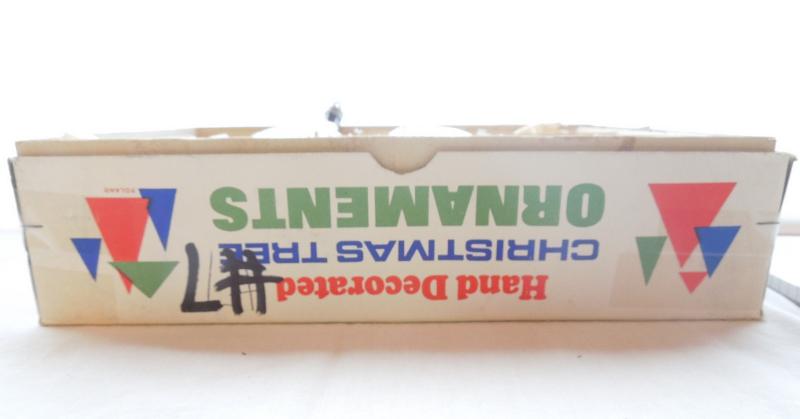 Hand Decorated
CHRISTMAS TREE
ORNAMENTS
#7
POLAND